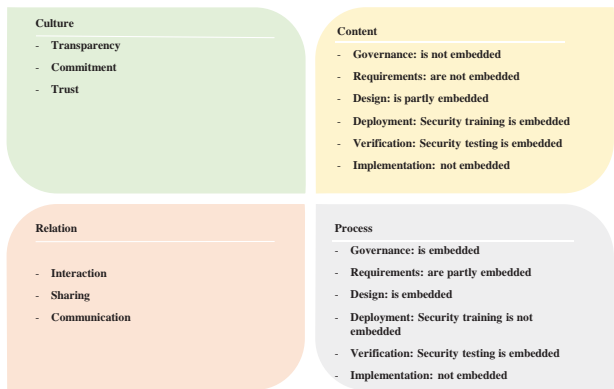 Culture
- Transparency
- Commitment
- Trust
Content
- Governance: is not embedded
- Requirements: are not embedded
- Design: is partly embedded
- Deployment: Security training is embedded
- Verification: Security testing is embedded
- Implementation: not embedded
Relation
- Interaction
- Sharing
- Communication
Process
- Governance: is embedded
- Requirements: are partly embedded
- Design: is embedded
- Deployment: Security training is not
embedded
- Verification: Security testing is embedded
- Implementation: not embedded